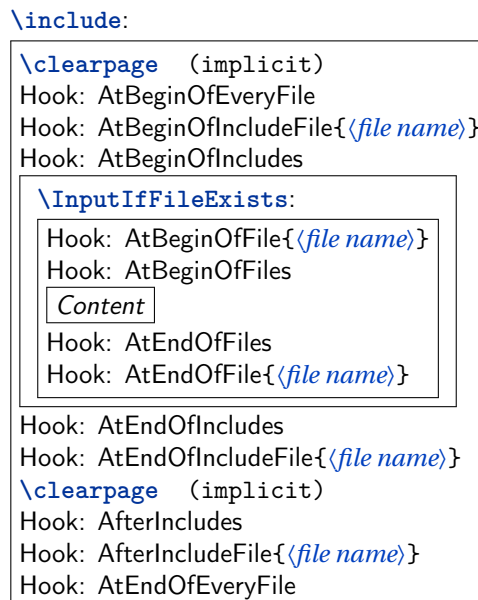 \include:
\clearpage (implicit)
Hook: AtBeginOfEveryFile
Hook: AtBeginOfIncludeFile{⟨file name⟩}
Hook: AtBeginOfIncludes
\InputIfFileExists:
Hook: AtBeginOfFile{⟨file name⟩}
Hook: AtBeginOfFiles
Content
Hook: AtEndOfFiles
Hook: AtEndOfFile{⟨file name⟩}
Hook: AtEndOfIncludes
Hook: AtEndOfIncludeFile{⟨file name⟩}
\clearpage (implicit)
Hook: AfterIncludes
Hook: AfterIncludeFile{⟨file name⟩}
Hook: AtEndOfEveryFile